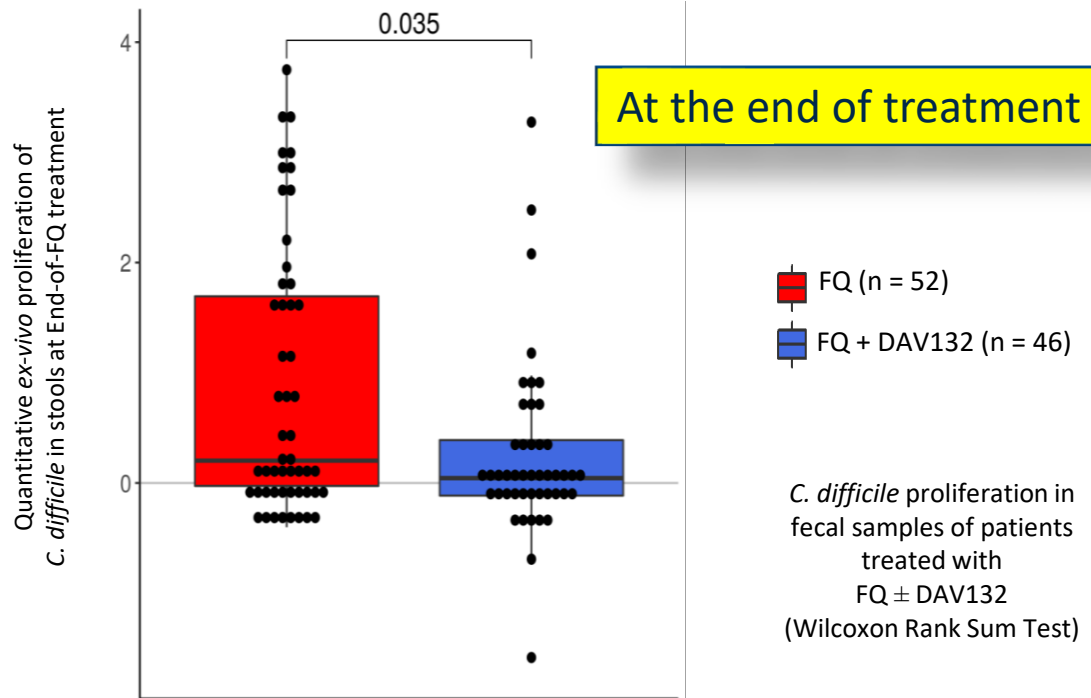 0.035
At the end of treatment
4
2
0
Quantitative ex-vivo proliferation of
C. difficile in stools at End-of-FQ treatment
FQ (n = 52)
FQ + DAV132 (n = 46)
C. difficile proliferation in
fecal samples of patients
treated with
FQ ± DAV132
(Wilcoxon Rank Sum Test)